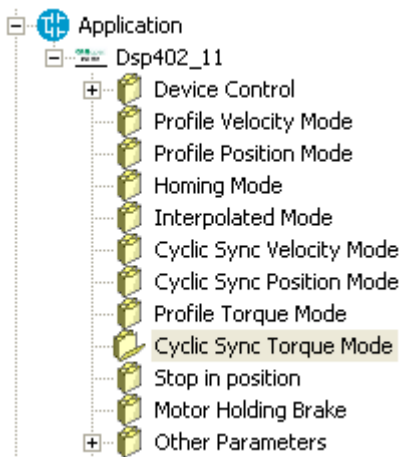 Application
Dsp402_11
Device Control
Profile Velocity Mode
Profile Position Mode
Homing Mode
Interpolated Mode
Cyclic Sync Velocity Mode
Cyclic Sync Position Mode
Profile Torque Mode
Cyclic Sync Torque Mode
Stop in position
Motor Holding Brake
Other Parameters